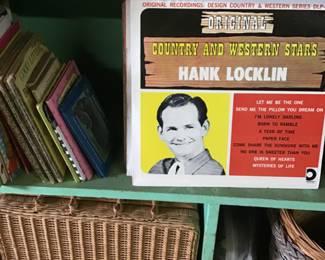 ORIGINAL RECORDINGS: DESIGN COUNTRY & WESTERN SERIES-DLP
ORIGINAL
COUNTRY AND WESTERN STARS
HANK LOCKLIN
LET ME BE THE ONE
SEND ME THE PILLOW YOU DREAM ON
I'M LONELY DARLING
BORN TO RAMBLE
A YEAR OF TIME
PAPER FACE
COME SHARE THE SUNSHINE WITH ME
NO ONE IS SWEETER THAN YOU
QUEEN OF HEARTS
MYSTERIES OF LIFE